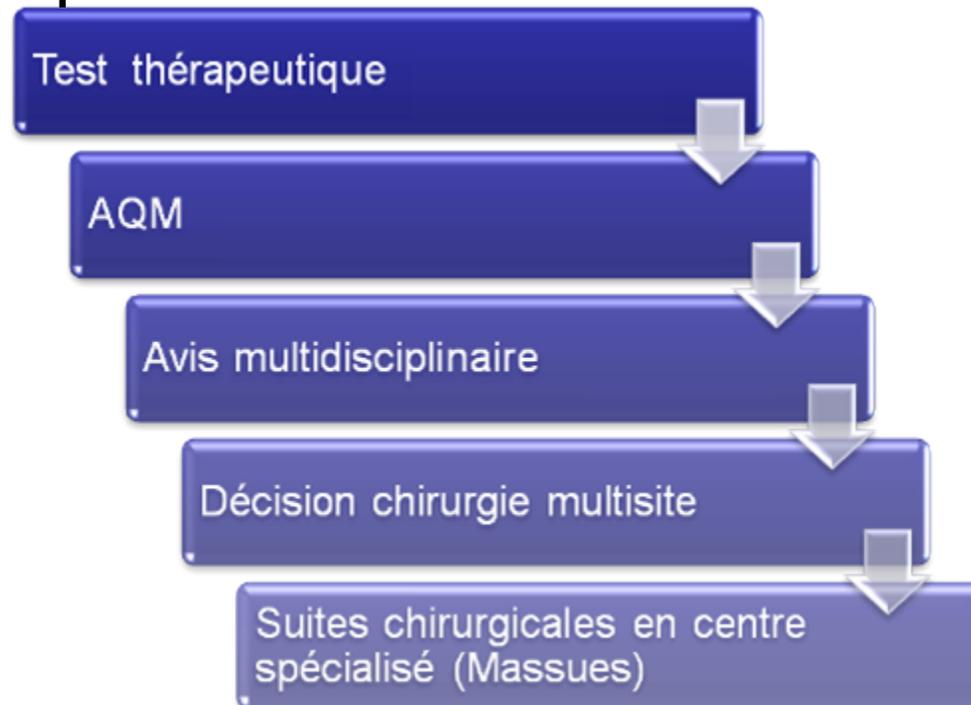 Test thérapeutique
AQM
Avis multidisciplinaire
Décision chirurgie multisite
Suites chirurgicales en centre
spécialisé (Massues)